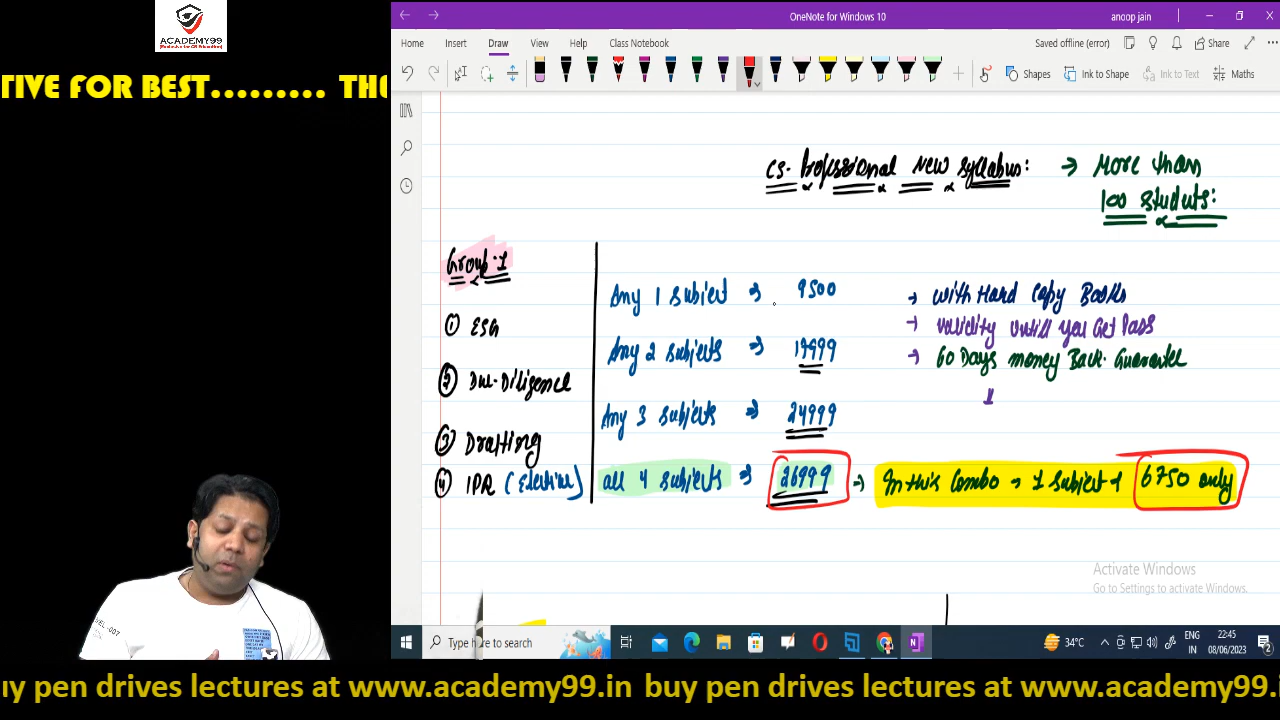 ACADEMY99
TIVE FOR BEST......... THE
OneNote for Windows 10
anoop jain
Home Insert Draw View Help Class Notebook
Saved offline (error)
Share
Shapes
Ink to Shape
Ink to Text
Maths
CS- Professional New Syllabus: → More than
100 students:
Group-1
① ESG
② Due-Diligence
③ Drafting
④ IPR (Elective)
Any 1 subject ⇒ 9500
Any 2 subjects ⇒
Any 3 subjects ⇒ 24999
all 4 subjects ⇒ 26999 ⇒ In this Combo → 1 subject 6750 only
→ with Hard Copy Books
→ validity untill you Get Pass
→ 60 Days money Back Guarantee
Activate Windows
Go to Settings to activate Windows.
Type here to search
34°C
ENG
IN
22:45
08/06/2023
2
uy pen drives lectures at www.academy99.in buy pen drives lectures at www.academy99.i